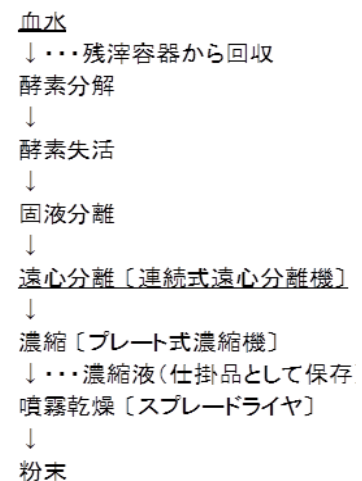 血水
↓・・・残滓容器から回収
酵素分解
↓
酵素失活
↓
固液分離
↓
遠心分離〔連続式遠心分離機〕
↓
濃縮〔プレート式濃縮機〕
↓・・・濃縮液(仕掛品として保存)
噴霧乾燥〔スプレードライヤ〕
↓
粉末